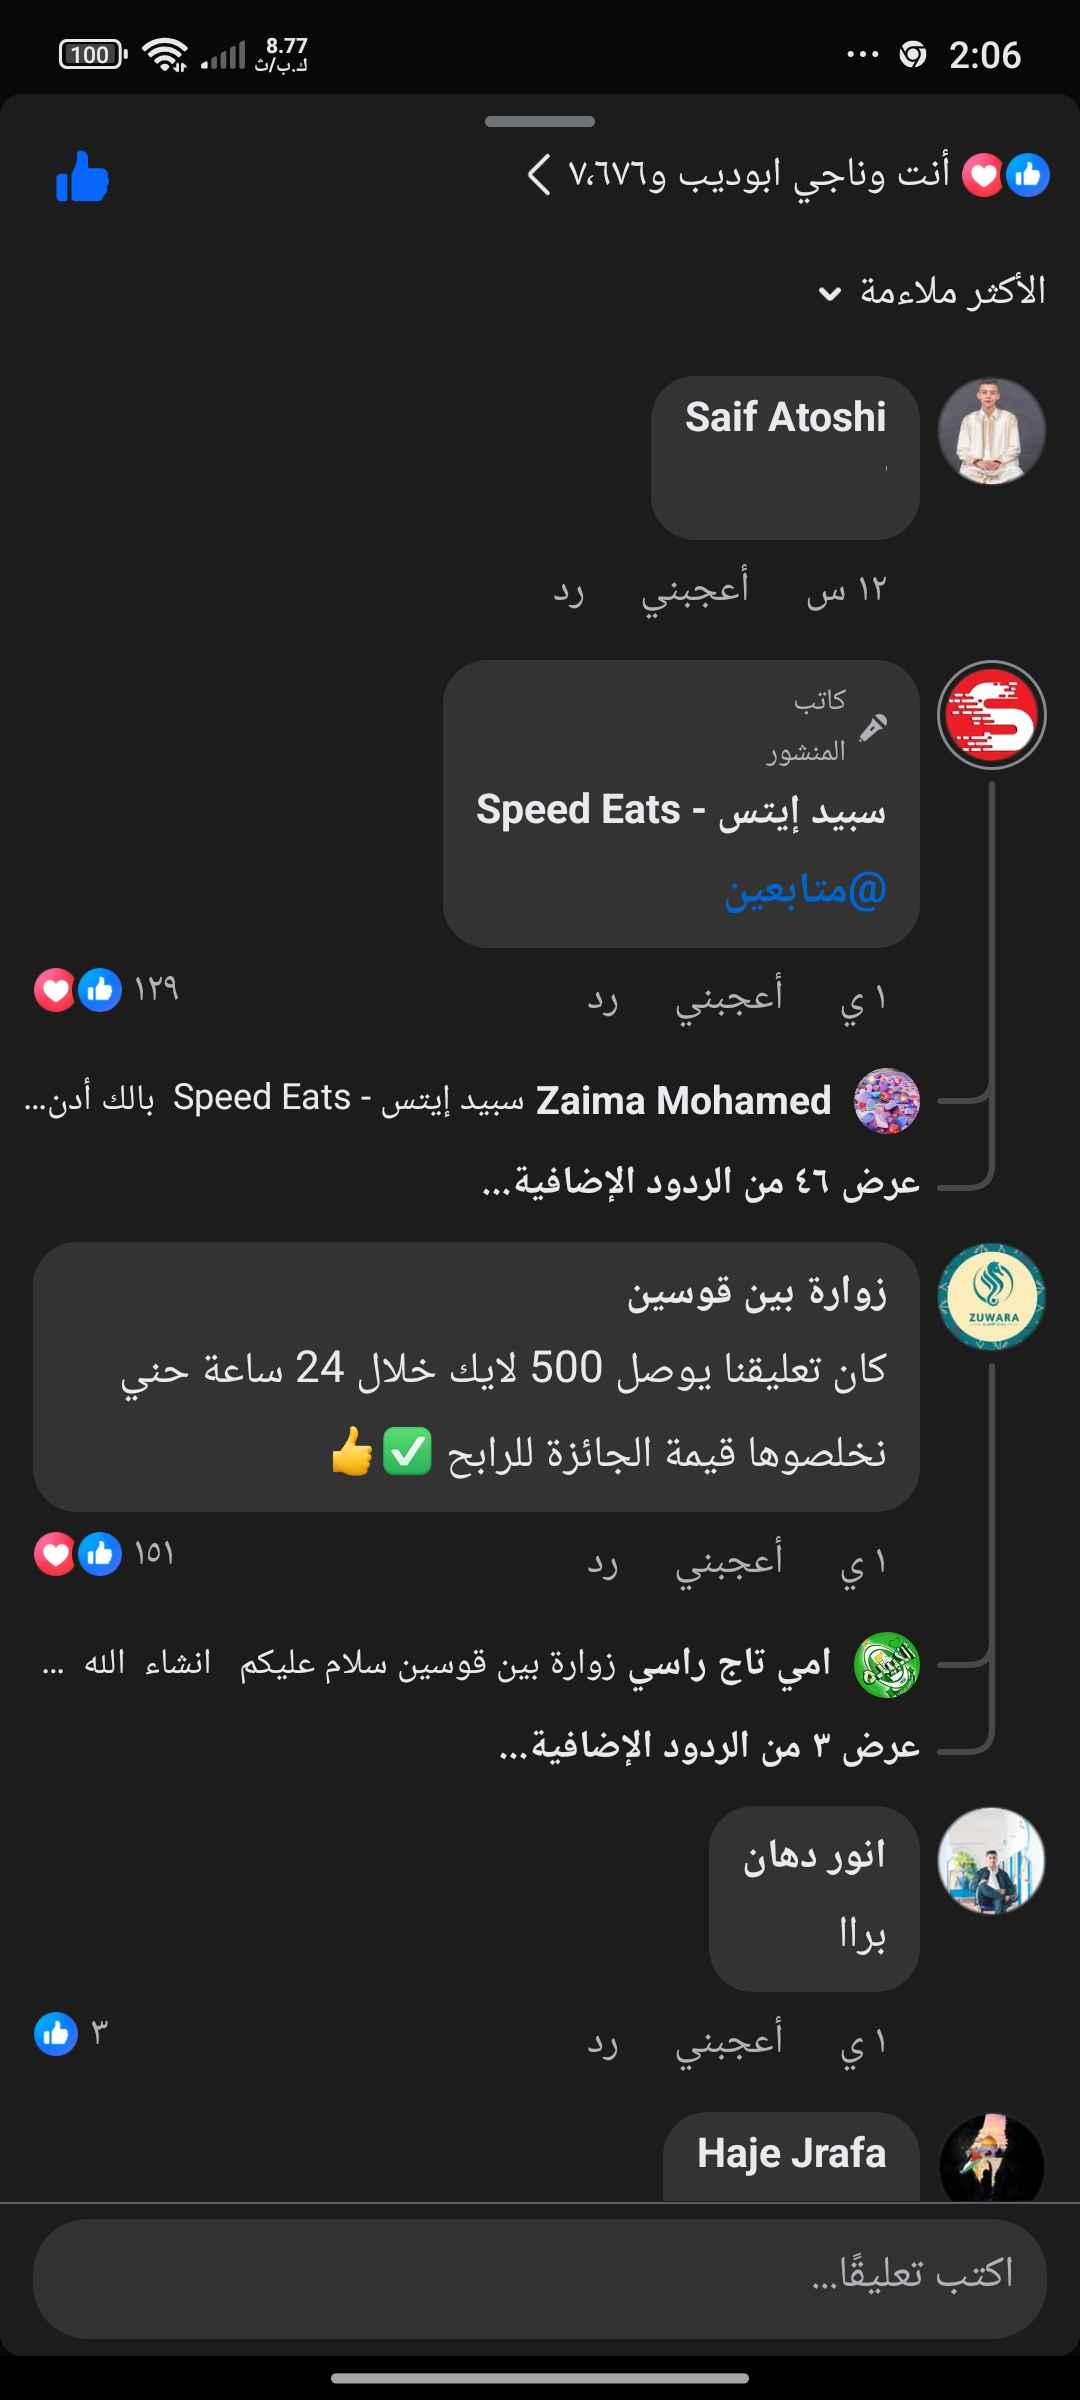 100 8.77 ك.ب/ث ... 2:06
أنت وناجي ابوديب و٧،٦٧٦
الأكثر ملاءمة
Saif Atoshi
١٢ س أعجبني رد
كاتب
المنشور
سبيد إيتس - Speed Eats
@متابعين
١ ي أعجبني رد ١٢٩
Zaima Mohamed سبيد إيتس - Speed Eats بالك أدن...
عرض ٤٦ من الردود الإضافية...
ZUWARA
زوارة بين قوسين
كان تعليقنا يوصل 500 لايك خلال 24 ساعة حني
نخلصوها قيمة الجائزة للرابح ✅👍
١ ي أعجبني رد ١٥١
امي تاج راسي زوارة بين قوسين سلام عليكم انشاء الله ...
عرض ٣ من الردود الإضافية...
انور دهان
براا
١ ي أعجبني رد ٣
Haje Jrafa
اكتب تعليقًا...